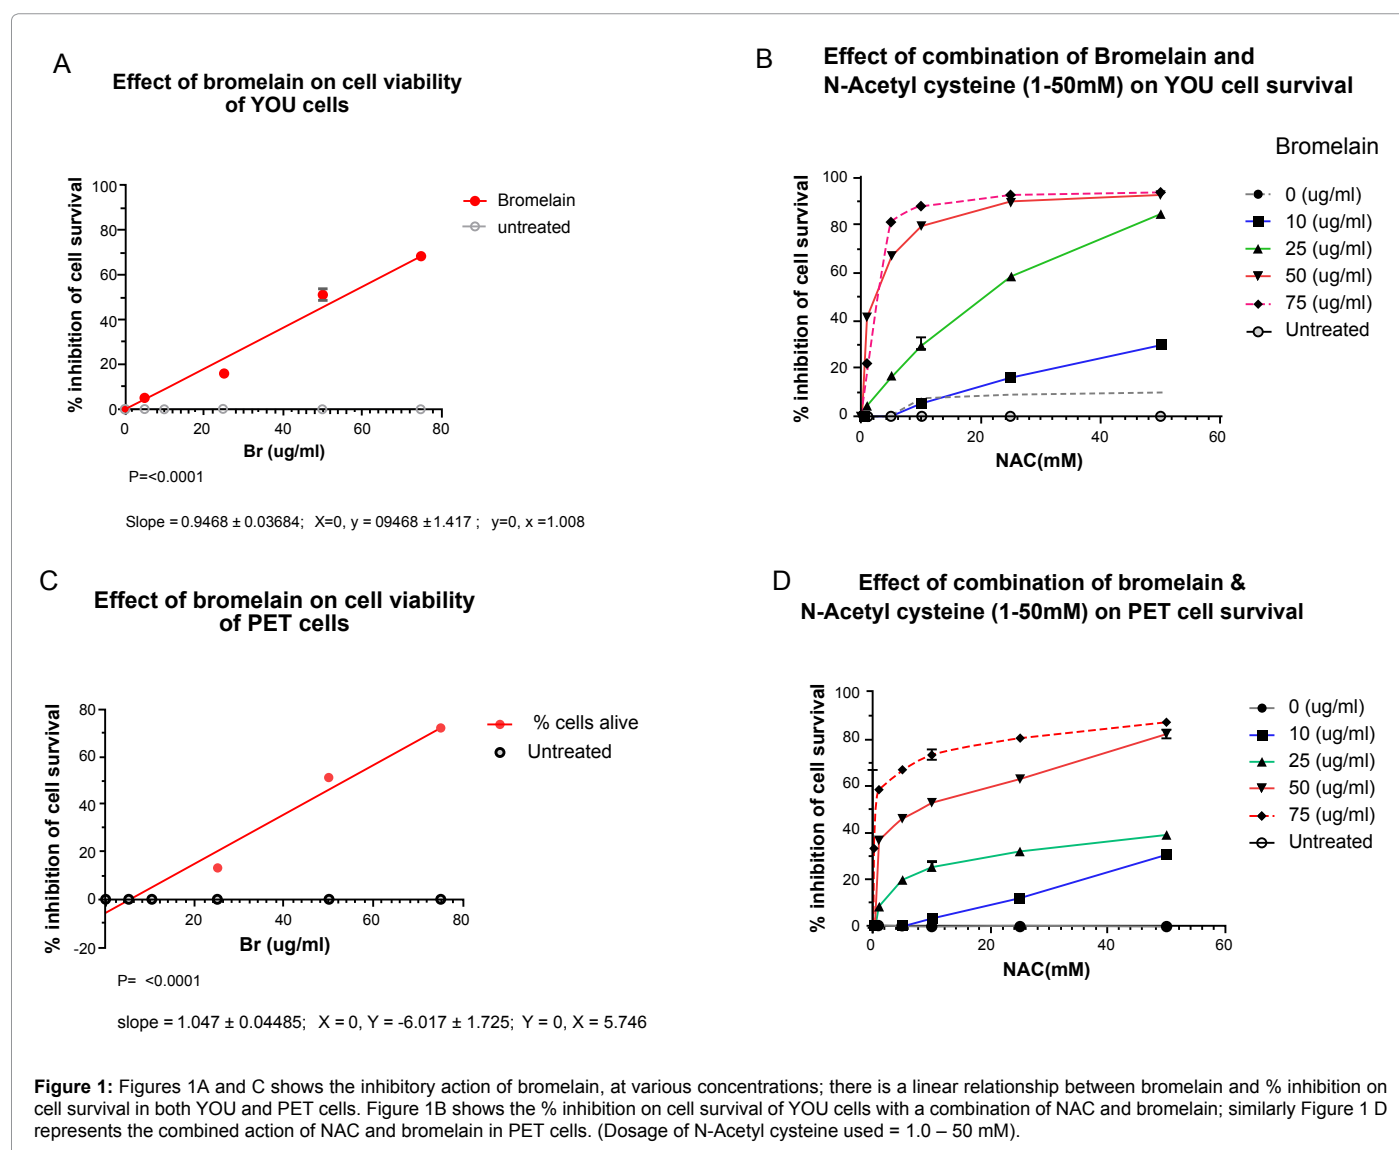 A
Effect of bromelain on cell viability
of YOU cells
% inhibition of cell survival
100
80
60
40
20
0
0
20
40
60
80
Br (ug/ml)
Bromelain
untreated
P=<0.0001
Slope = 0.9468 ± 0.03684; X=0, y = 09468 ±1.417 ; y=0, x =1.008
B
Effect of combination of Bromelain and
N-Acetyl cysteine (1-50mM) on YOU cell survival
% inhibition of cell survival
100
80
60
40
20
0
0
20
40
60
NAC(mM)
Bromelain
0 (ug/ml)
10 (ug/ml)
25 (ug/ml)
50 (ug/ml)
75 (ug/ml)
Untreated
C
Effect of bromelain on cell viability
of PET cells
% inhibition of cell survival
80
60
40
20
0
-20
20
40
60
80
Br (ug/ml)
% cells alive
Untreated
P= <0.0001
slope = 1.047 ± 0.04485; X = 0, Y = -6.017 ± 1.725; Y = 0, X = 5.746
D
Effect of combination of bromelain &
N-Acetyl cysteine (1-50mM) on PET cell survival
% inhibition of cell survival
100
80
60
40
20
0
0
20
40
60
NAC(mM)
0 (ug/ml)
10 (ug/ml)
25 (ug/ml)
50 (ug/ml)
75 (ug/ml)
Untreated
Figure 1: Figures 1A and C shows the inhibitory action of bromelain, at various concentrations; there is a linear relationship between bromelain and % inhibition on
cell survival in both YOU and PET cells. Figure 1B shows the % inhibition on cell survival of YOU cells with a combination of NAC and bromelain; similarly Figure 1 D
represents the combined action of NAC and bromelain in PET cells. (Dosage of N-Acetyl cysteine used = 1.0 – 50 mM).